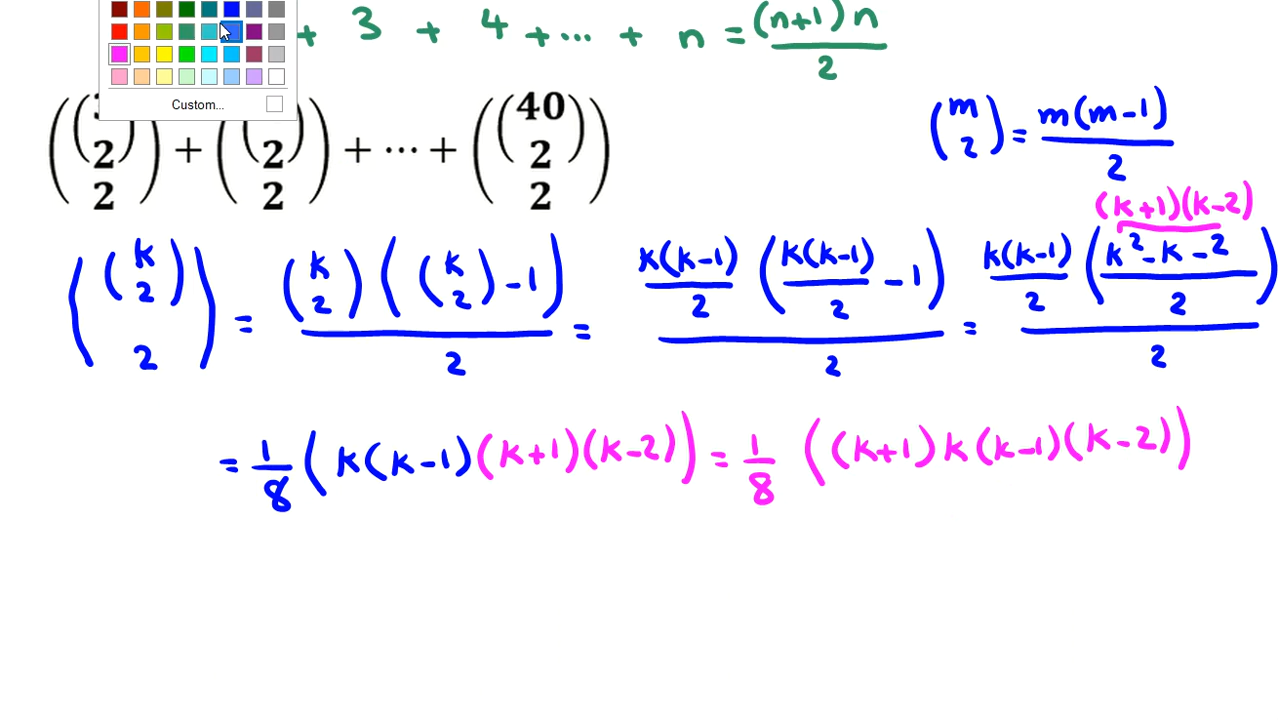 + 3 + 4 + ... + n = (n+1) n / 2
Custom...
((3 2) 2) + (( 2) 2) + ⋯ + ((40 2) 2)
(m 2) = m(m-1) / 2
(k+1)(k-2)
((k 2) 2) = (k 2)((k 2) -1) / 2 = k(k-1)/2 (k(k-1)/2 - 1) / 2 = k(k-1)/2 ((k² - k - 2)/2) / 2
= 1/8 (k(k-1)(k+1)(k-2)) = 1/8 ((k+1) k (k-1)(k-2))